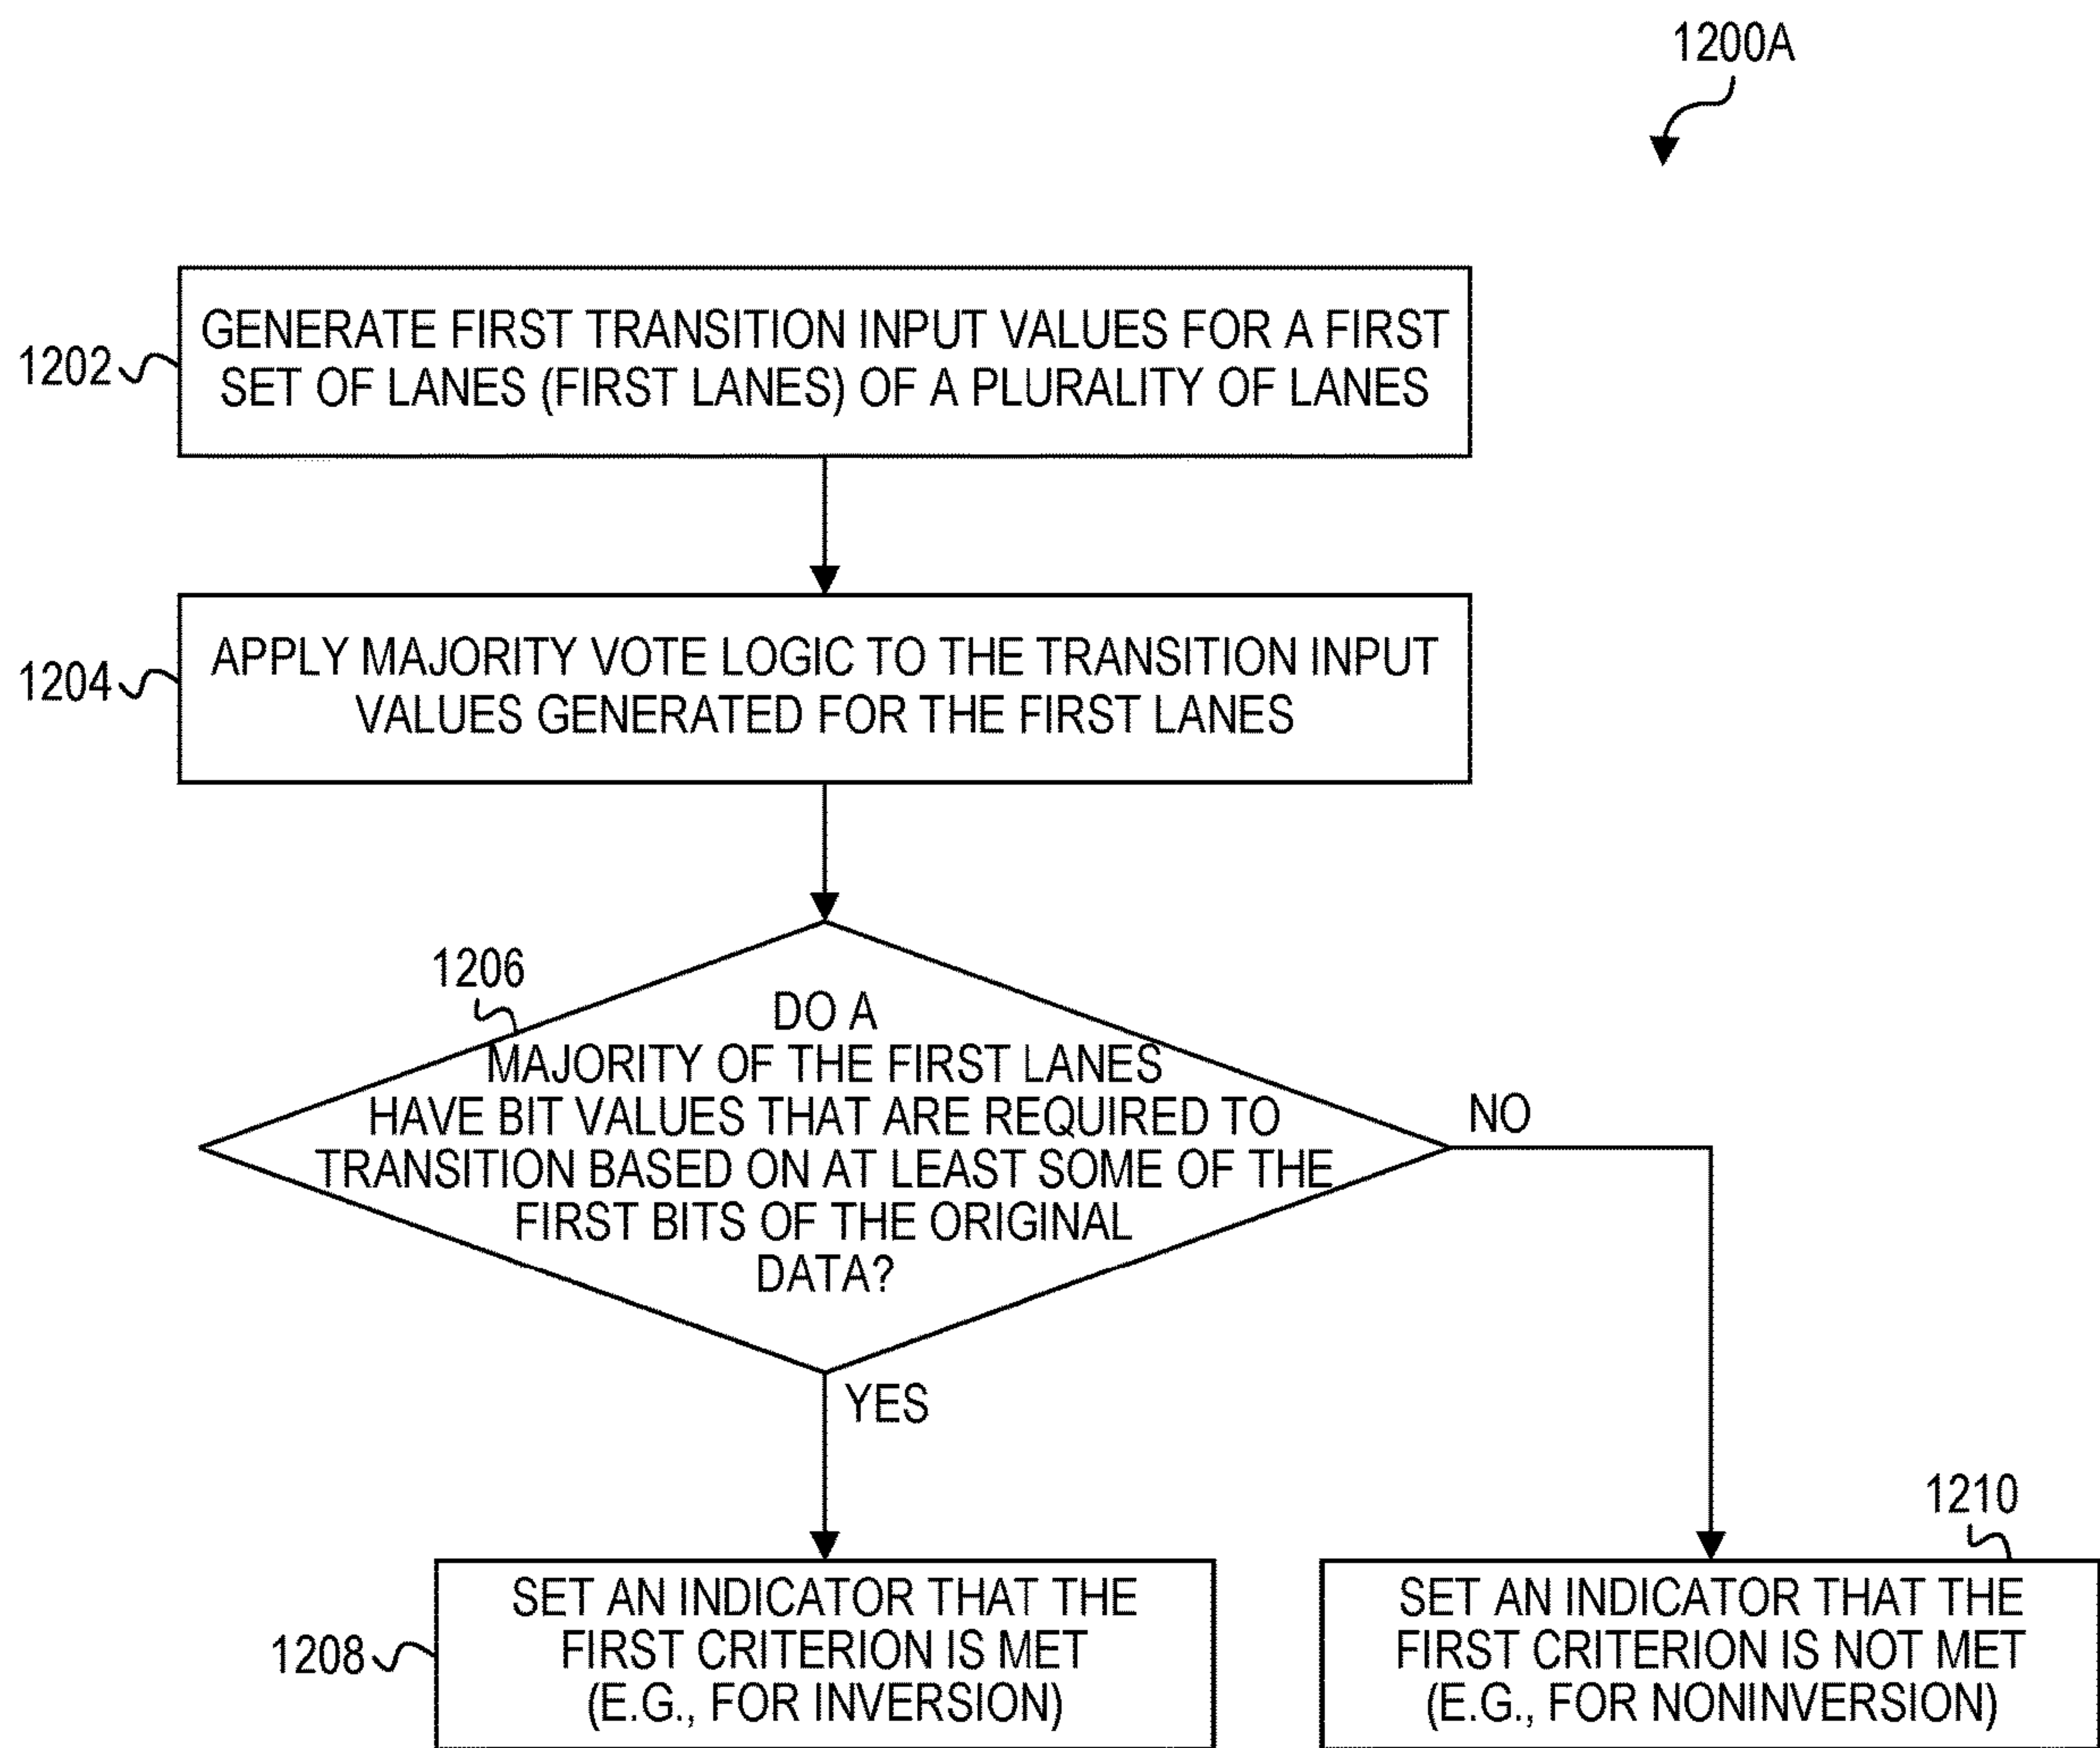 1200A
1202
GENERATE FIRST TRANSITION INPUT VALUES FOR A FIRST
SET OF LANES (FIRST LANES) OF A PLURALITY OF LANES
1204
APPLY MAJORITY VOTE LOGIC TO THE TRANSITION INPUT
VALUES GENERATED FOR THE FIRST LANES
1206
DO A
MAJORITY OF THE FIRST LANES
HAVE BIT VALUES THAT ARE REQUIRED TO
TRANSITION BASED ON AT LEAST SOME OF THE
FIRST BITS OF THE ORIGINAL
DATA?
NO
YES
1208
SET AN INDICATOR THAT THE
FIRST CRITERION IS MET
(E.G., FOR INVERSION)
1210
SET AN INDICATOR THAT THE
FIRST CRITERION IS NOT MET
(E.G., FOR NONINVERSION)